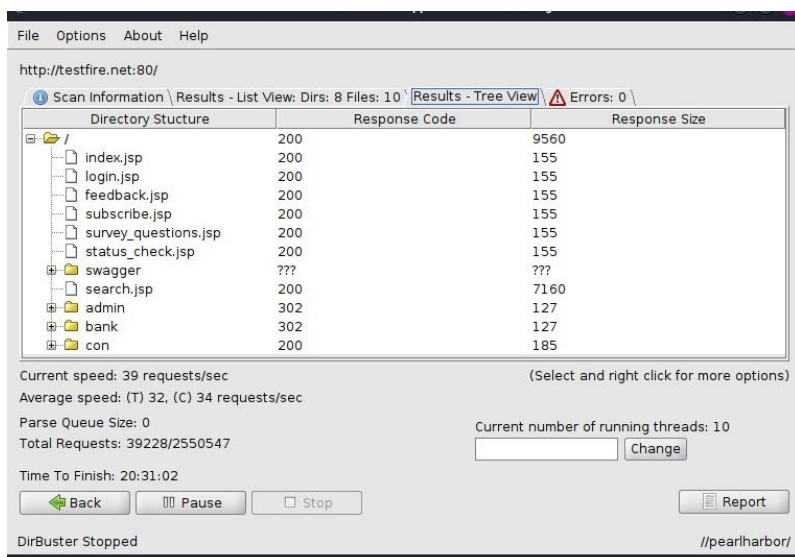 File Options About Help
http://testfire.net:80/
Scan Information Results - List View: Dirs: 8 Files: 10 Results - Tree View Errors: 0
Directory Stucture Response Code Response Size
/ 200 9560
index.jsp 200 155
login.jsp 200 155
feedback.jsp 200 155
subscribe.jsp 200 155
survey_questions.jsp 200 155
status_check.jsp 200 155
swagger ??? ???
search.jsp 200 7160
admin 302 127
bank 302 127
con 200 185
Current speed: 39 requests/sec (Select and right click for more options)
Average speed: (T) 32, (C) 34 requests/sec
Parse Queue Size: 0 Current number of running threads: 10
Total Requests: 39228/2550547 Change
Time To Finish: 20:31:02
Back Pause Stop Report
DirBuster Stopped //pearlharbor/